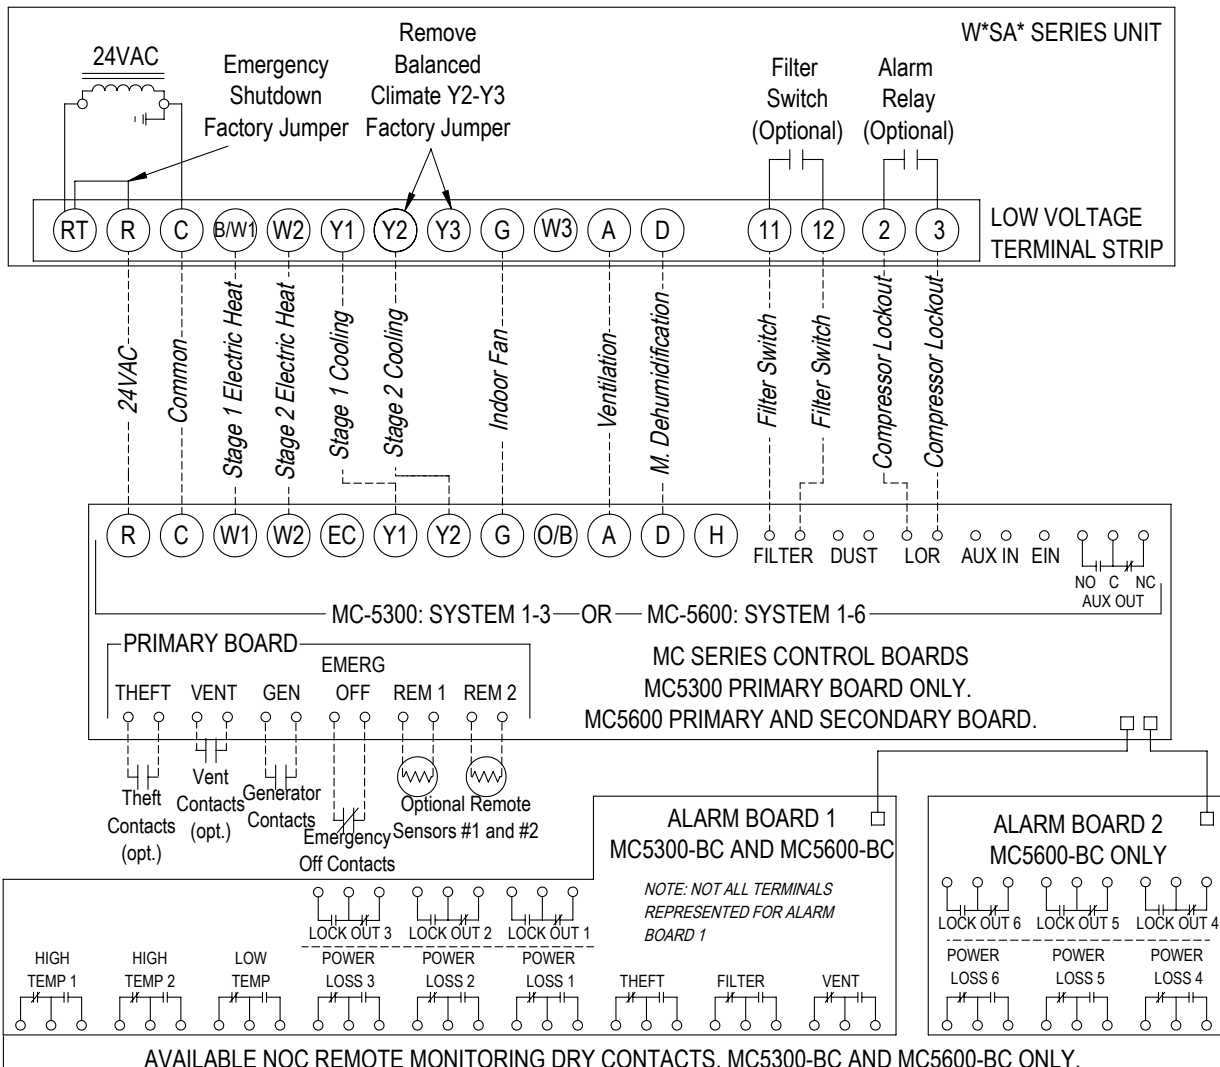 W*SA* SERIES UNIT
24VAC
Emergency
Shutdown
Factory Jumper
Remove
Balanced
Climate Y2-Y3
Factory Jumper
Filter
Switch
(Optional)
Alarm
Relay
(Optional)
RT R C B/W1 W2 Y1 Y2 Y3 G W3 A D 11 12 2 3
LOW VOLTAGE
TERMINAL STRIP
24VAC
Common
Stage 1 Electric Heat
Stage 2 Electric Heat
Stage 1 Cooling
Stage 2 Cooling
Indoor Fan
Ventilation
M. Dehumidification
Filter Switch
Filter Switch
Compressor Lockout
Compressor Lockout
R C W1 W2 EC Y1 Y2 G O/B A D H
FILTER DUST LOR AUX IN EIN
NO C NC
AUX OUT
MC-5300: SYSTEM 1-3 OR MC-5600: SYSTEM 1-6
PRIMARY BOARD
MC SERIES CONTROL BOARDS
MC5300 PRIMARY BOARD ONLY.
MC5600 PRIMARY AND SECONDARY BOARD.
EMERG
THEFT VENT GEN OFF REM 1 REM 2
Theft
Contacts
(opt.)
Vent
Contacts
(opt.)
Generator
Contacts
Emergency
Off Contacts
Optional Remote
Sensors #1 and #2
ALARM BOARD 1
MC5300-BC AND MC5600-BC
NOTE: NOT ALL TERMINALS
REPRESENTED FOR ALARM
BOARD 1
ALARM BOARD 2
MC5600-BC ONLY
LOCK OUT 3 LOCK OUT 2 LOCK OUT 1
LOCK OUT 6 LOCK OUT 5 LOCK OUT 4
HIGH
TEMP 1
HIGH
TEMP 2
LOW
TEMP
POWER
LOSS 3
POWER
LOSS 2
POWER
LOSS 1
THEFT
FILTER
VENT
POWER
LOSS 6
POWER
LOSS 5
POWER
LOSS 4
AVAILABLE NOC REMOTE MONITORING DRY CONTACTS. MC5300-BC AND MC5600-BC ONLY.